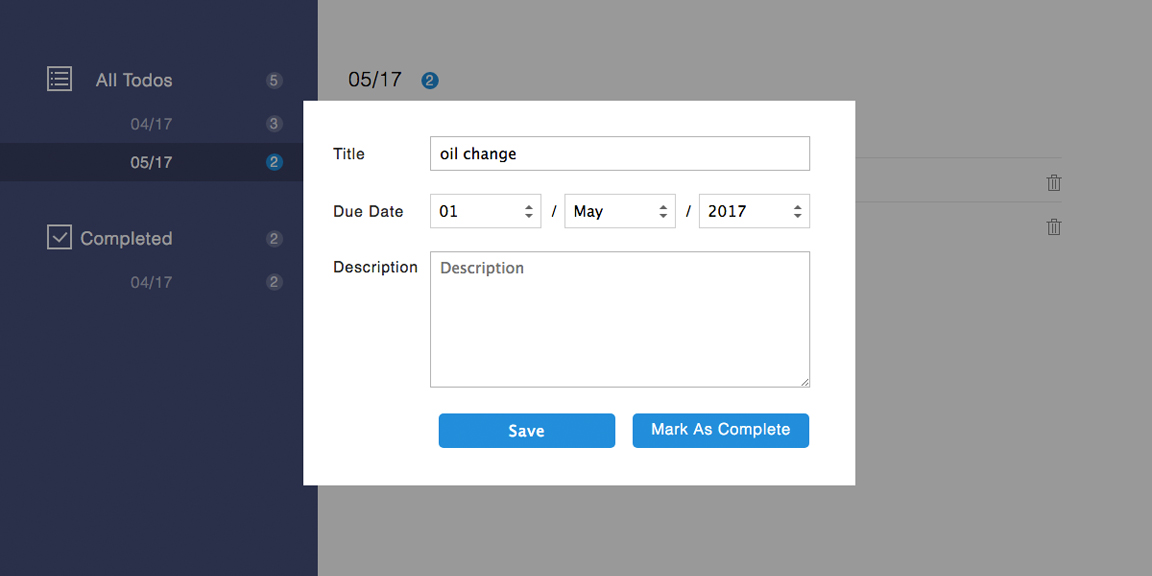 All Todos 5
04/17 3
05/17 2
Completed 2
04/17 2
05/17 2
Title oil change
Due Date 01 / May / 2017
Description Description
Save Mark As Complete